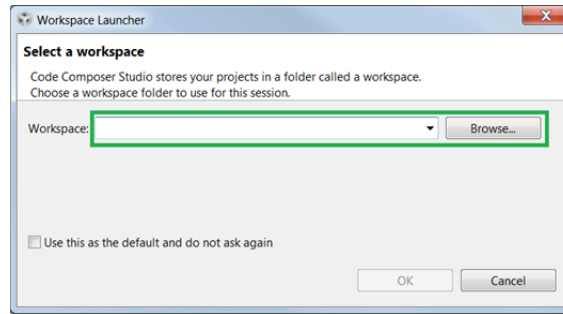 Workspace Launcher
Select a workspace
Code Composer Studio stores your projects in a folder called a workspace.
Choose a workspace folder to use for this session.
Workspace:
Browse...
Use this as the default and do not ask again
OK
Cancel